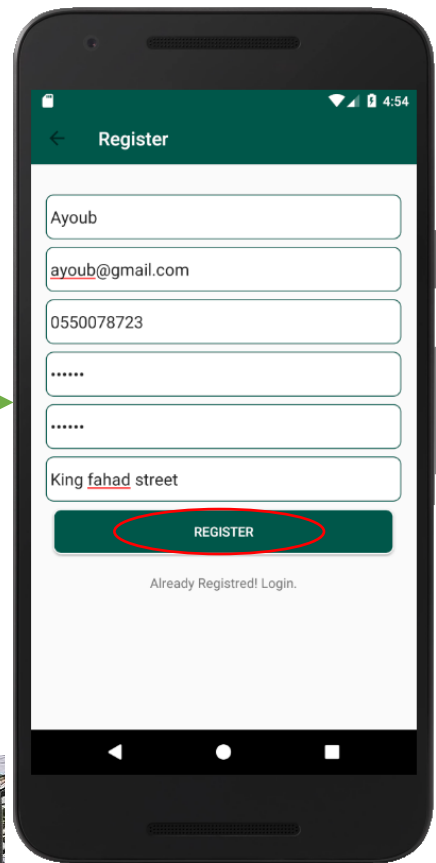 4:54
Register
Ayoub
ayoub@gmail.com
0550078723
••••••
••••••
King fahad street
REGISTER
Already Registred! Login.